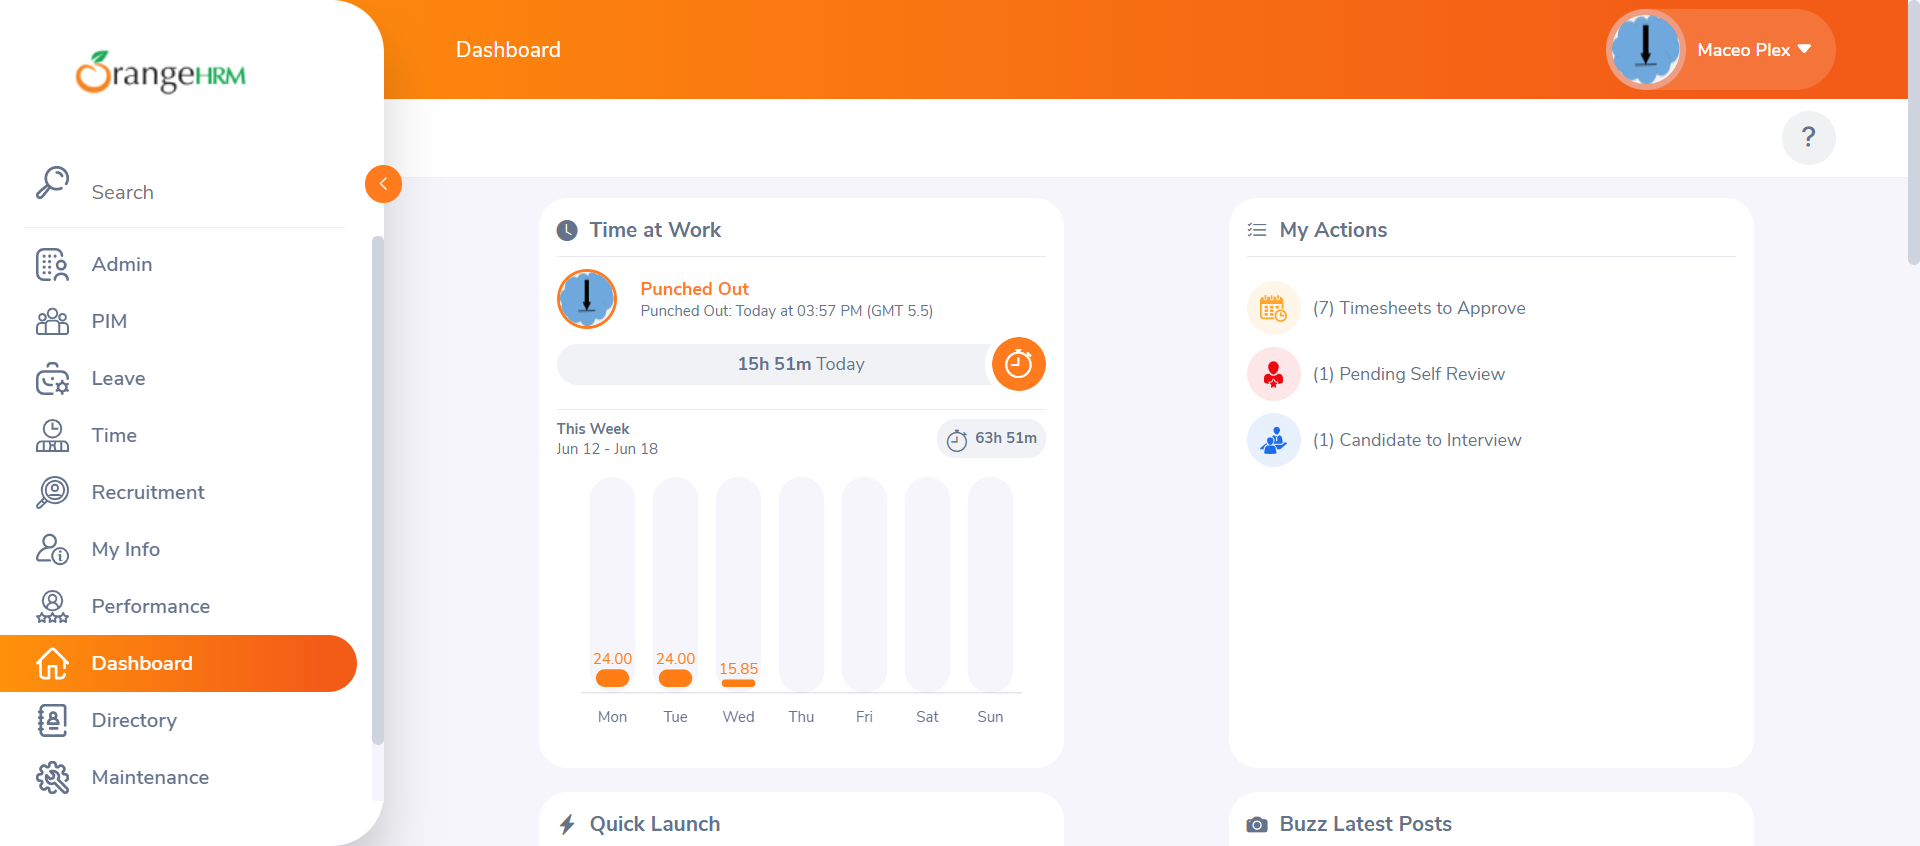 OrangeHRM
Search
Admin
PIM
Leave
Time
Recruitment
My Info
Performance
Dashboard
Directory
Maintenance
Dashboard
Maceo Plex
?
Time at Work
Punched Out
Punched Out: Today at 03:57 PM (GMT 5.5)
15h 51m Today
This Week
Jun 12 - Jun 18
63h 51m
24.00 24.00 15.85
Mon Tue Wed Thu Fri Sat Sun
My Actions
(7) Timesheets to Approve
(1) Pending Self Review
(1) Candidate to Interview
Quick Launch
Buzz Latest Posts